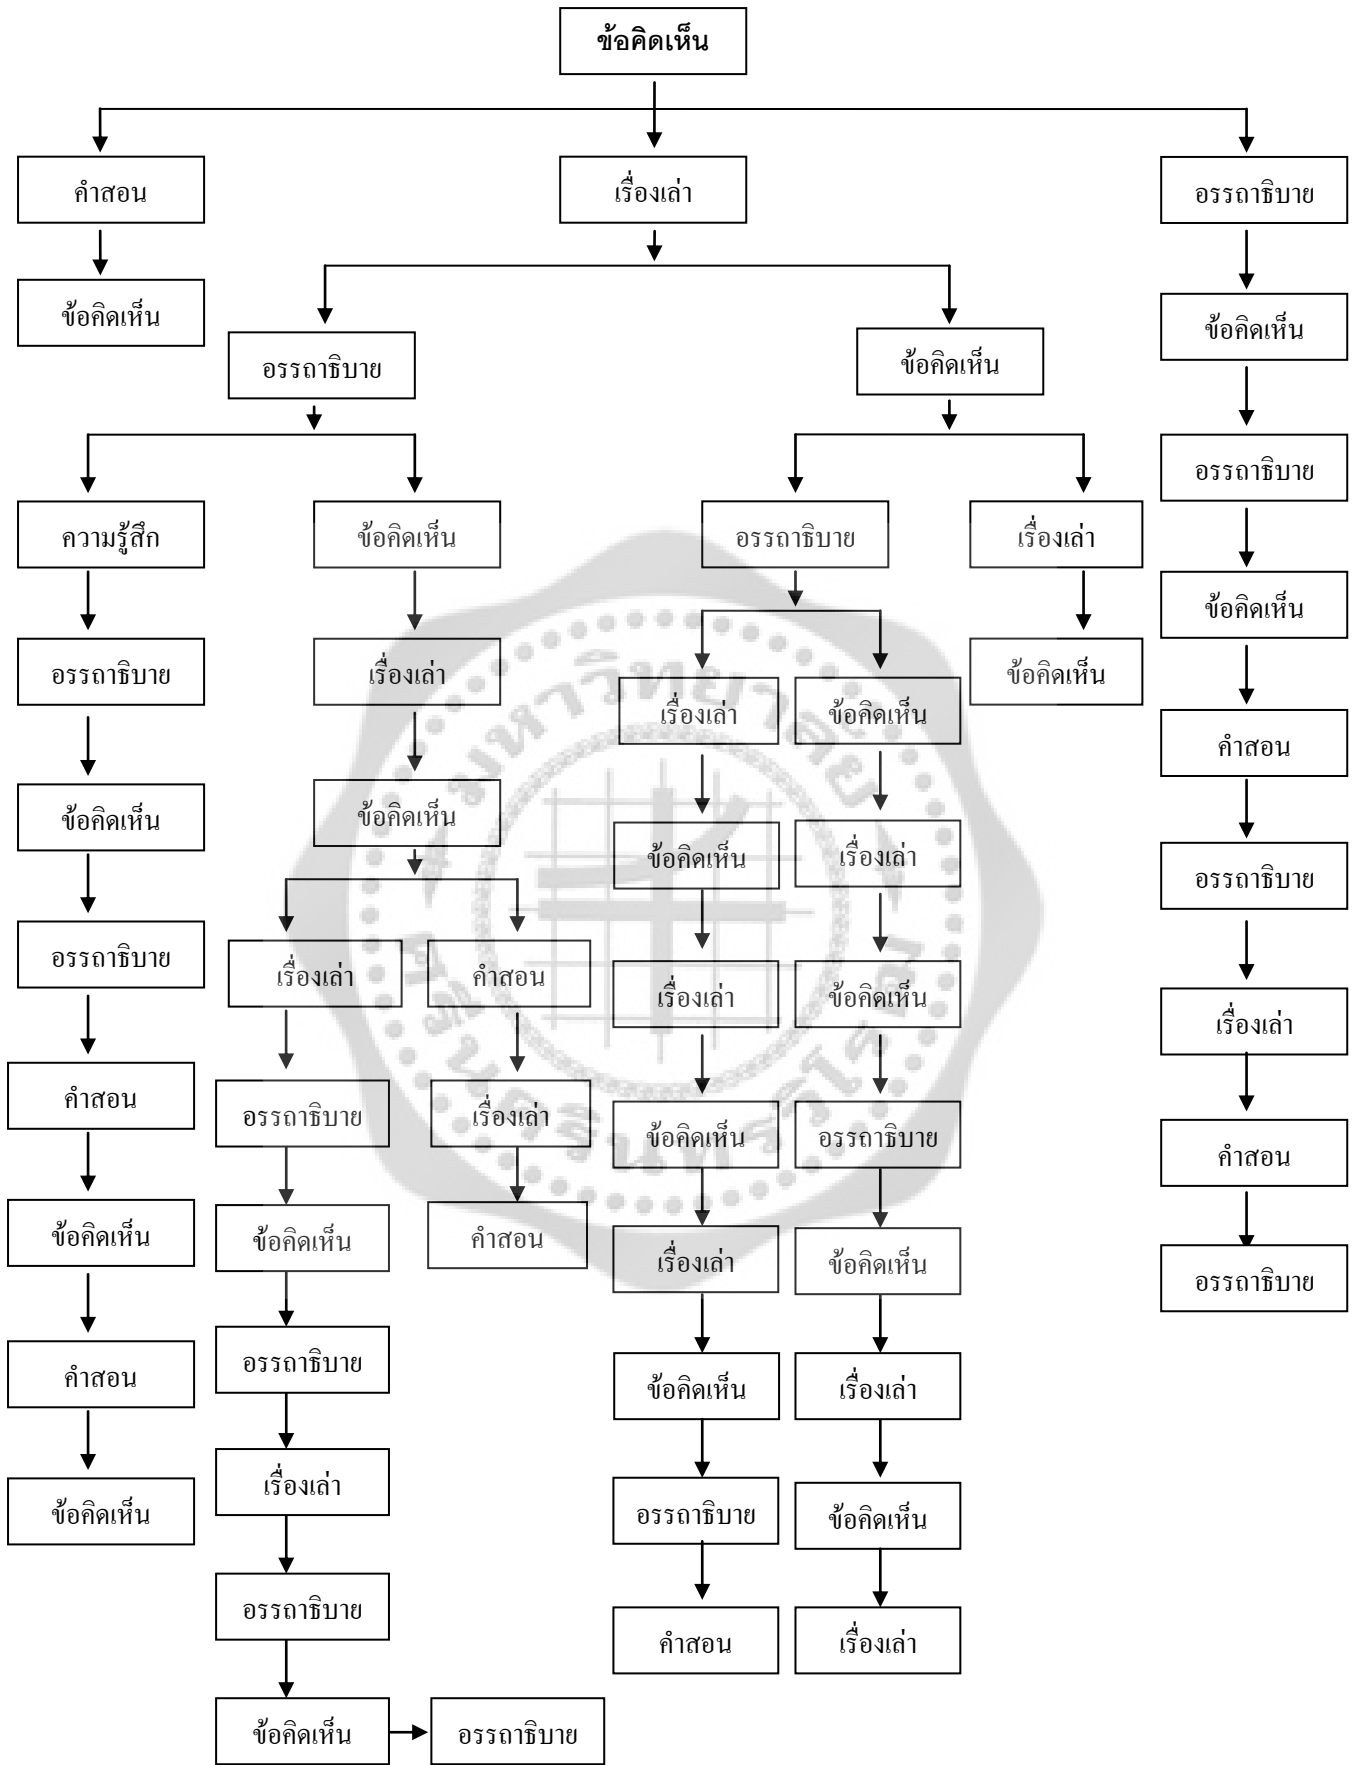 ข้อคิดเห็น
คำสอน
เรื่องเล่า
อรรถาธิบาย
ข้อคิดเห็น
ข้อคิดเห็น
อรรถาธิบาย
ข้อคิดเห็น
อรรถาธิบาย
ความรู้สึก
ข้อคิดเห็น
อรรถาธิบาย
เรื่องเล่า
ข้อคิดเห็น
อรรถาธิบาย
เรื่องเล่า
เรื่องเล่า
ข้อคิดเห็น
ข้อคิดเห็น
คำสอน
ข้อคิดเห็น
ข้อคิดเห็น
ข้อคิดเห็น
เรื่องเล่า
อรรถาธิบาย
อรรถาธิบาย
เรื่องเล่า
คำสอน
เรื่องเล่า
ข้อคิดเห็น
เรื่องเล่า
คำสอน
อรรถาธิบาย
เรื่องเล่า
ข้อคิดเห็น
อรรถาธิบาย
คำสอน
ข้อคิดเห็น
ข้อคิดเห็น
คำสอน
เรื่องเล่า
ข้อคิดเห็น
อรรถาธิบาย
คำสอน
อรรถาธิบาย
ข้อคิดเห็น
เรื่องเล่า
ข้อคิดเห็น
เรื่องเล่า
อรรถาธิบาย
ข้อคิดเห็น
อรรถาธิบาย
คำสอน
เรื่องเล่า
ข้อคิดเห็น
อรรถาธิบาย
มหาวิทยาลัย
ศรีนครินทรวิโรฒ